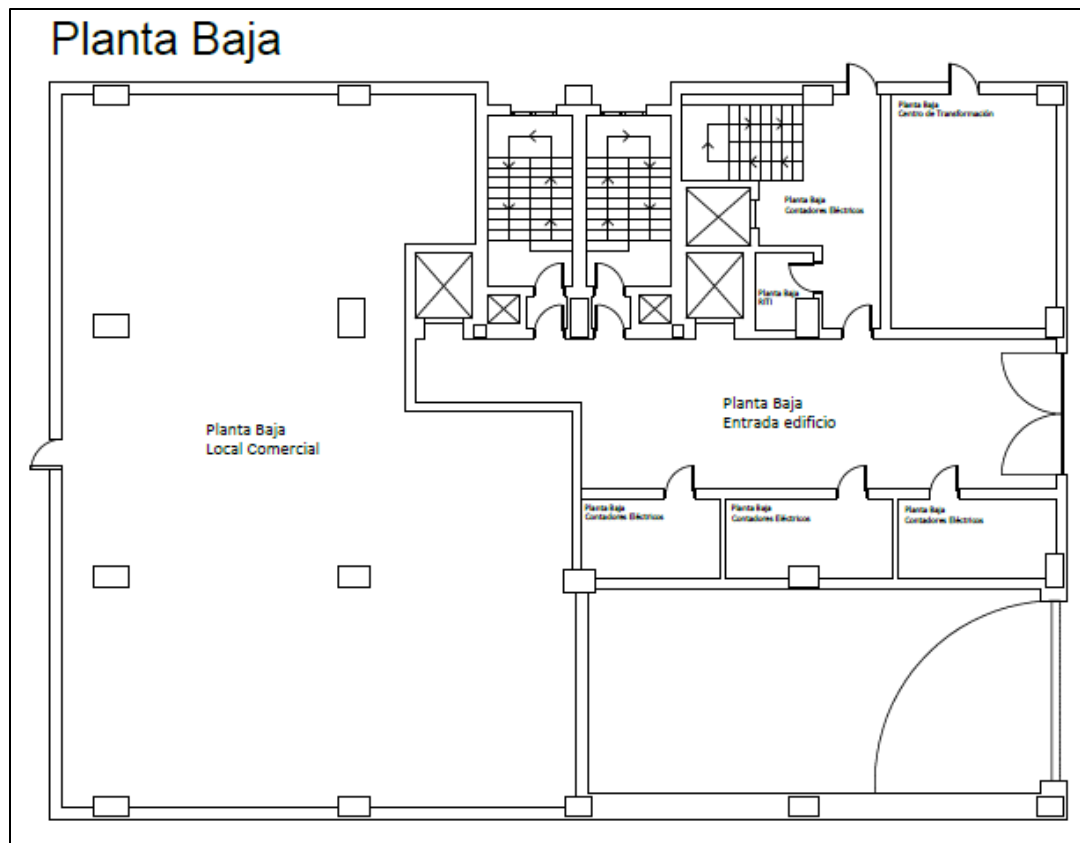 Planta Baja
Planta Baja
Centro de Transformación
Planta Baja
Contadores Eléctricos
Planta Baja
RITI
Planta Baja
Entrada edificio
Planta Baja
Local Comercial
Planta Baja
Contadores Eléctricos
Planta Baja
Contadores Eléctricos
Planta Baja
Contadores Eléctricos